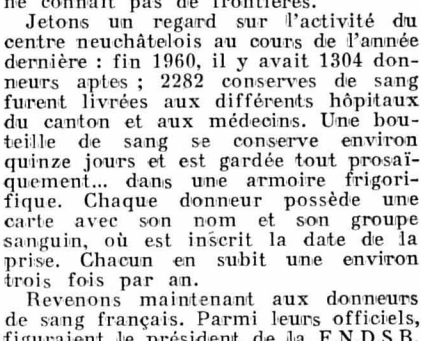 ne connaît pas de frontières.
Jetons un regard sur l'activité du
centre neuchâtelois au cours de l'année
dernière : fin 1960, il y avait 1304 don-
neurs aptes ; 2282 conserves de sang
furent livrées aux différents hôpitaux
du canton et aux médecins. Une bou-
teille de sang se conserve environ
quinze jours et est gardée tout prosaï-
quement... dans une armoire frigori-
fique. Chaque donneur possède une
carte avec son nom et son groupe
sanguin, où est inscrit la date de la
prise. Chacun en subit une environ
trois fois par an.
Revenons maintenant aux donneurs
de sang français. Parmi leurs officiels,
figuraient le président de la F.N.D.S.B.